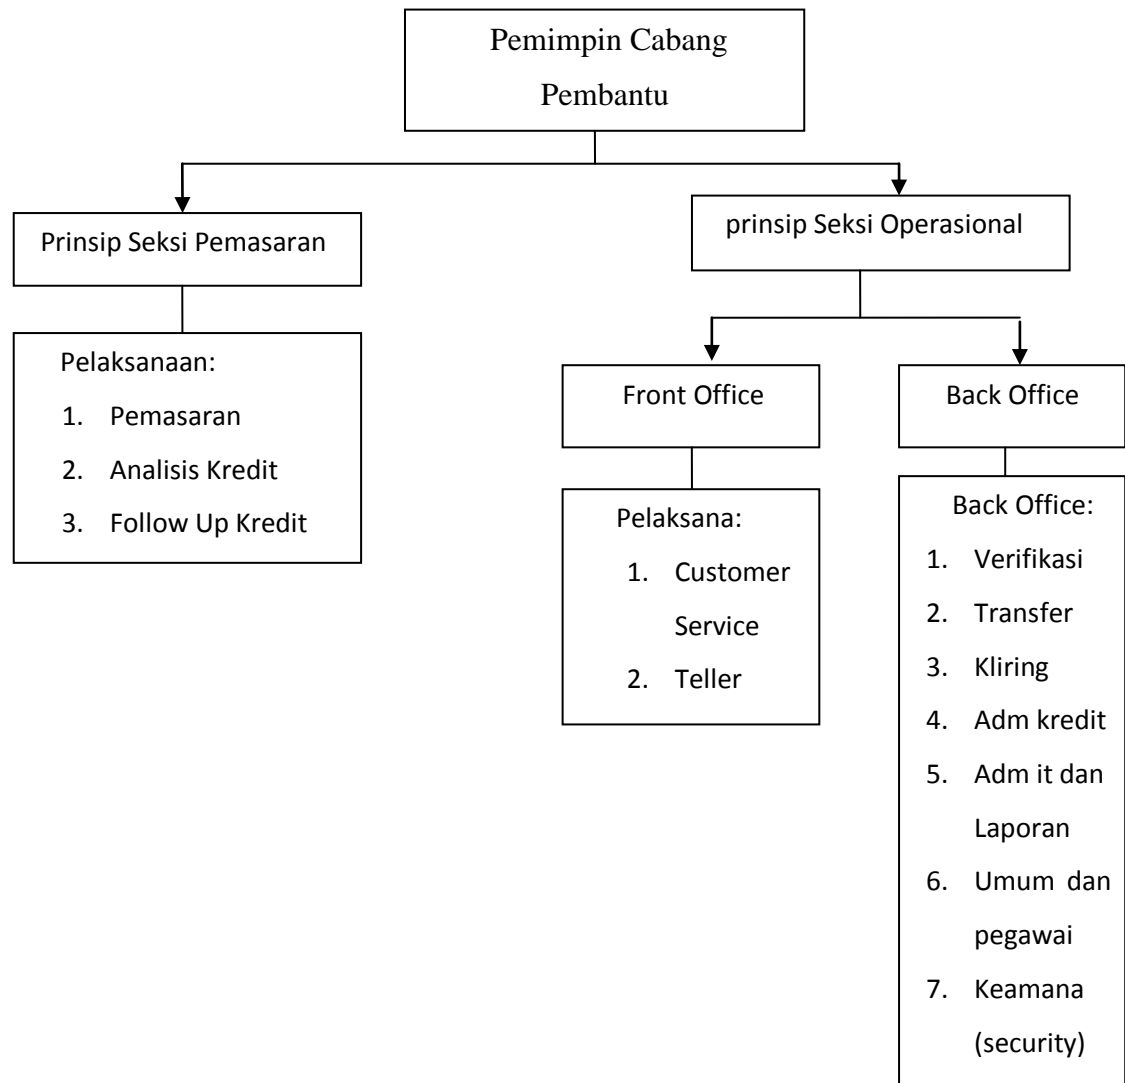 Pemimpin Cabang
Pembantu
Prinsip Seksi Pemasaran
prinsip Seksi Operasional
Pelaksanaan:
1. Pemasaran
2. Analisis Kredit
3. Follow Up Kredit
Front Office
Back Office
Pelaksana:
1. Customer
Service
2. Teller
Back Office:
1. Verifikasi
2. Transfer
3. Kliring
4. Adm kredit
5. Adm it dan
Laporan
6. Umum dan
pegawai
7. Keamana
(security)